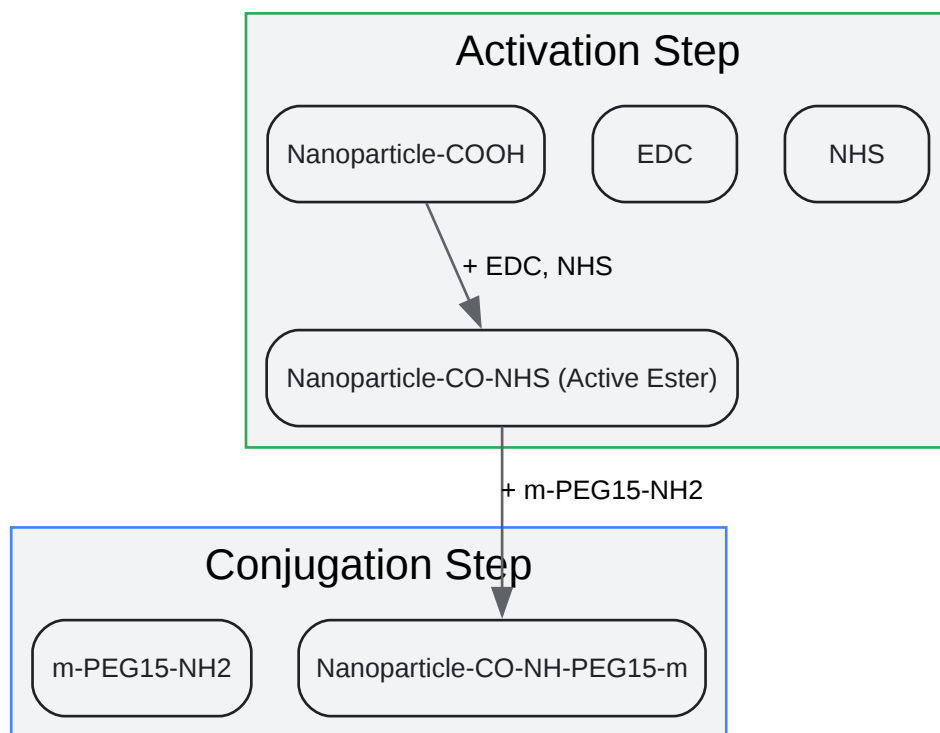 Activation Step
Nanoparticle-COOH
EDC
NHS
+ EDC, NHS
Nanoparticle-CO-NHS (Active Ester)
+ m-PEG15-NH2
Conjugation Step
m-PEG15-NH2
Nanoparticle-CO-NH-PEG15-m